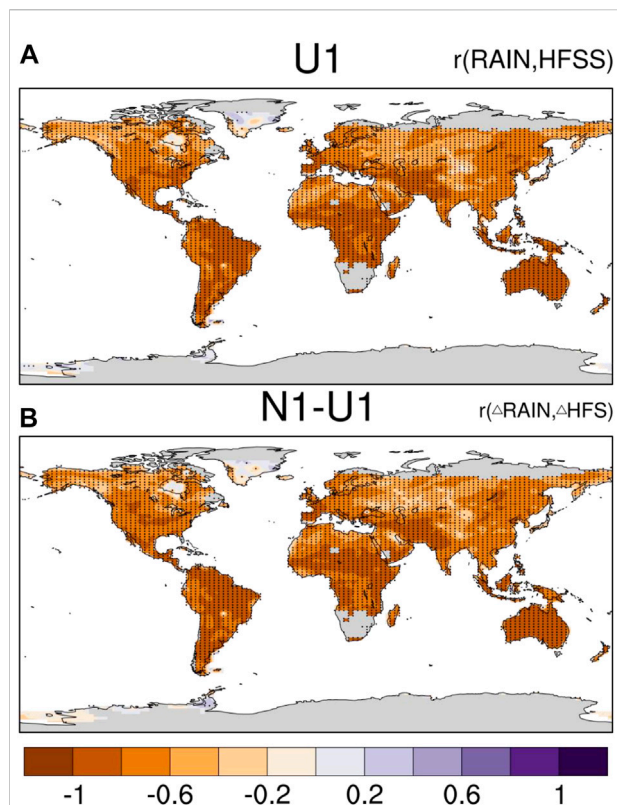 A
U1
r(RAIN,HFSS)
B
N1-U1
r(△RAIN,△HFS)
-1 -0.6 -0.2 0.2 0.6 1